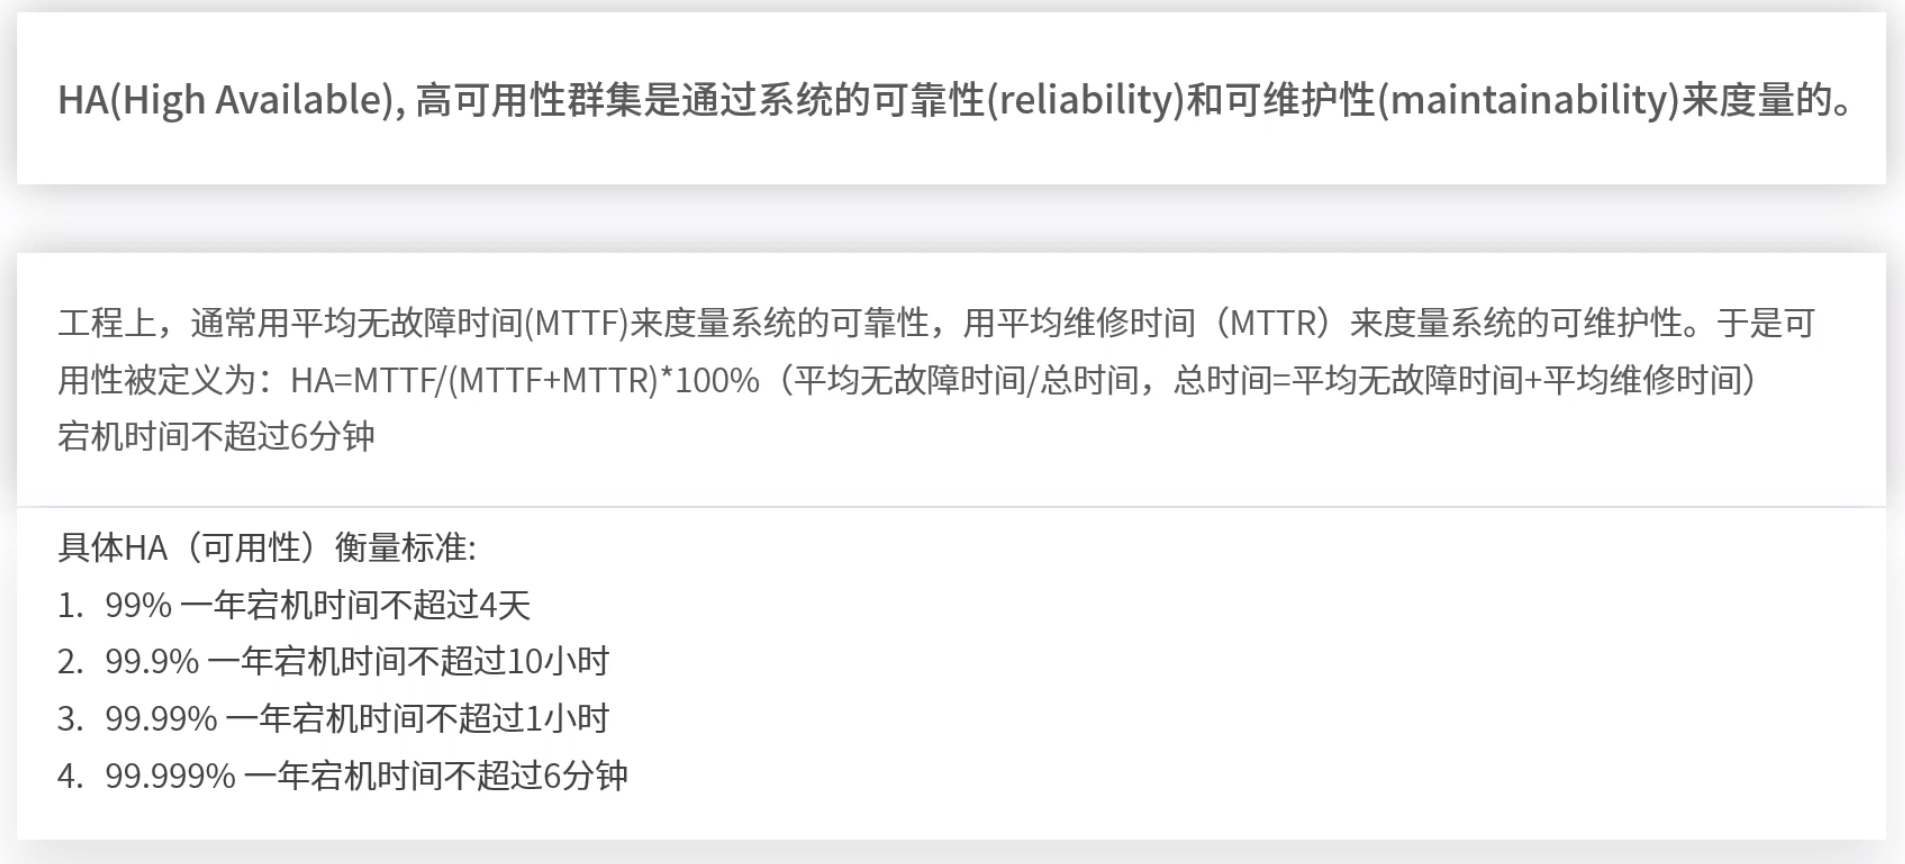 HA(High Available), 高可用性群集是通过系统的可靠性(reliability)和可维护性(maintainability)来度量的。
工程上，通常用平均无故障时间(MTTF)来度量系统的可靠性，用平均维修时间（MTTR）来度量系统的可维护性。于是可
用性被定义为：HA=MTTF/(MTTF+MTTR)*100%（平均无故障时间/总时间，总时间=平均无故障时间+平均维修时间）
宕机时间不超过6分钟
具体HA（可用性）衡量标准:
1. 99% 一年宕机时间不超过4天
2. 99.9% 一年宕机时间不超过10小时
3. 99.99% 一年宕机时间不超过1小时
4. 99.999% 一年宕机时间不超过6分钟